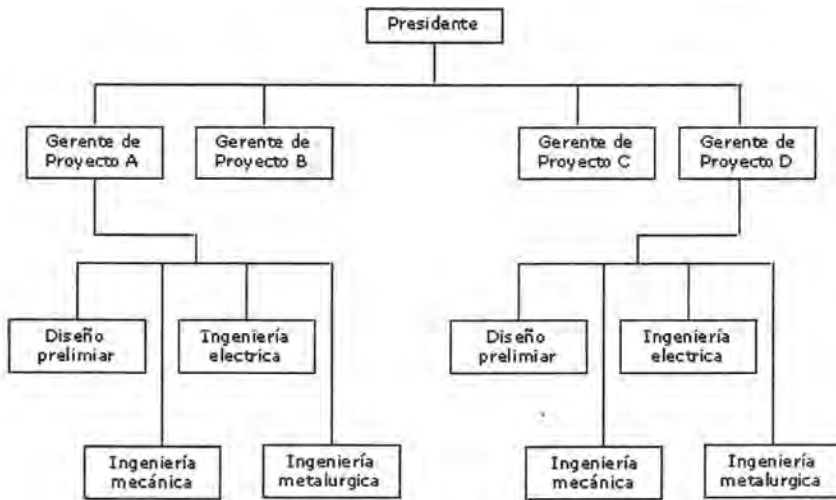 Presidente
Gerente de
Proyecto A
Gerente de
Proyecto B
Gerente de
Proyecto C
Gerente de
Proyecto D
Diseño
prelimiar
Ingeniería
electrica
Diseño
prelimiar
Ingeniería
electrica
Ingeniería
mecánica
Ingeniería
metalurgica
Ingeniería
mecánica
Ingeniería
metalurgica